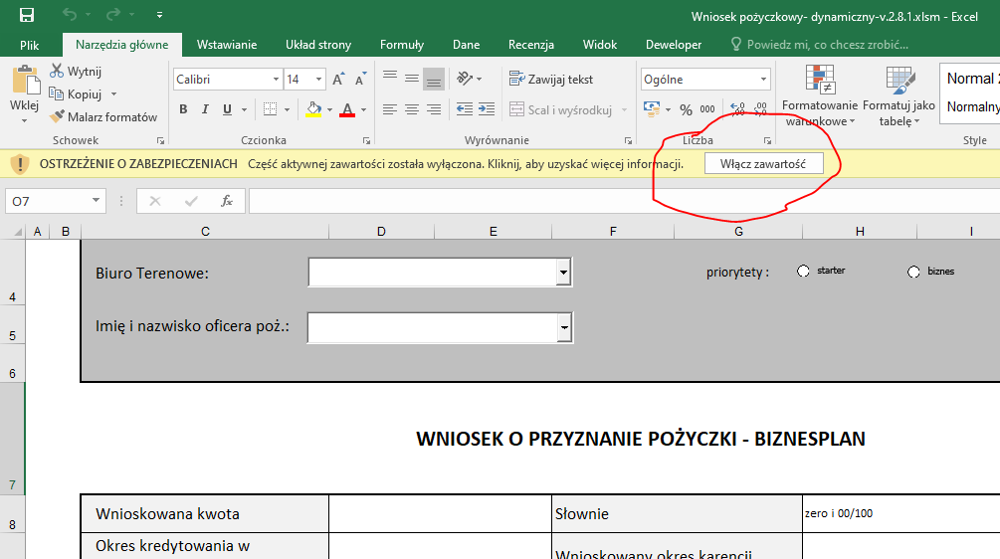 Wniosek pożyczkowy- dynamiczny-v.2.8.1.xlsm - Excel
Plik Narzędzia główne Wstawianie Układ strony Formuły Dane Recenzja Widok Deweloper Powiedz mi, co chcesz zrobić...
Wklej
Wytnij
Kopiuj
Malarz formatów
Schowek
Calibri 14 A A
B I U A
Czcionka
Zawijaj tekst
Scal i wyśrodkuj
Wyrównanie
Ogólne
% 000 ,00 ,00
Liczba
Formatowanie warunkowe
Formatuj jako tabelę
Normal 2
Normalny
Style
OSTRZEŻENIE O ZABEZPIECZENIACH Część aktywnej zawartości została wyłączona. Kliknij, aby uzyskać więcej informacji. Włącz zawartość
O7 fx
A B C D E F G H I
4 Biuro Terenowe: priorytety : starter biznes
5 Imię i nazwisko oficera poż.:
6
7 WNIOSEK O PRZYZNANIE POŻYCZKI - BIZNESPLAN
8 Wnioskowana kwota Słownie zero i 00/100
Okres kredytowania w Wnioskowany okres karencji